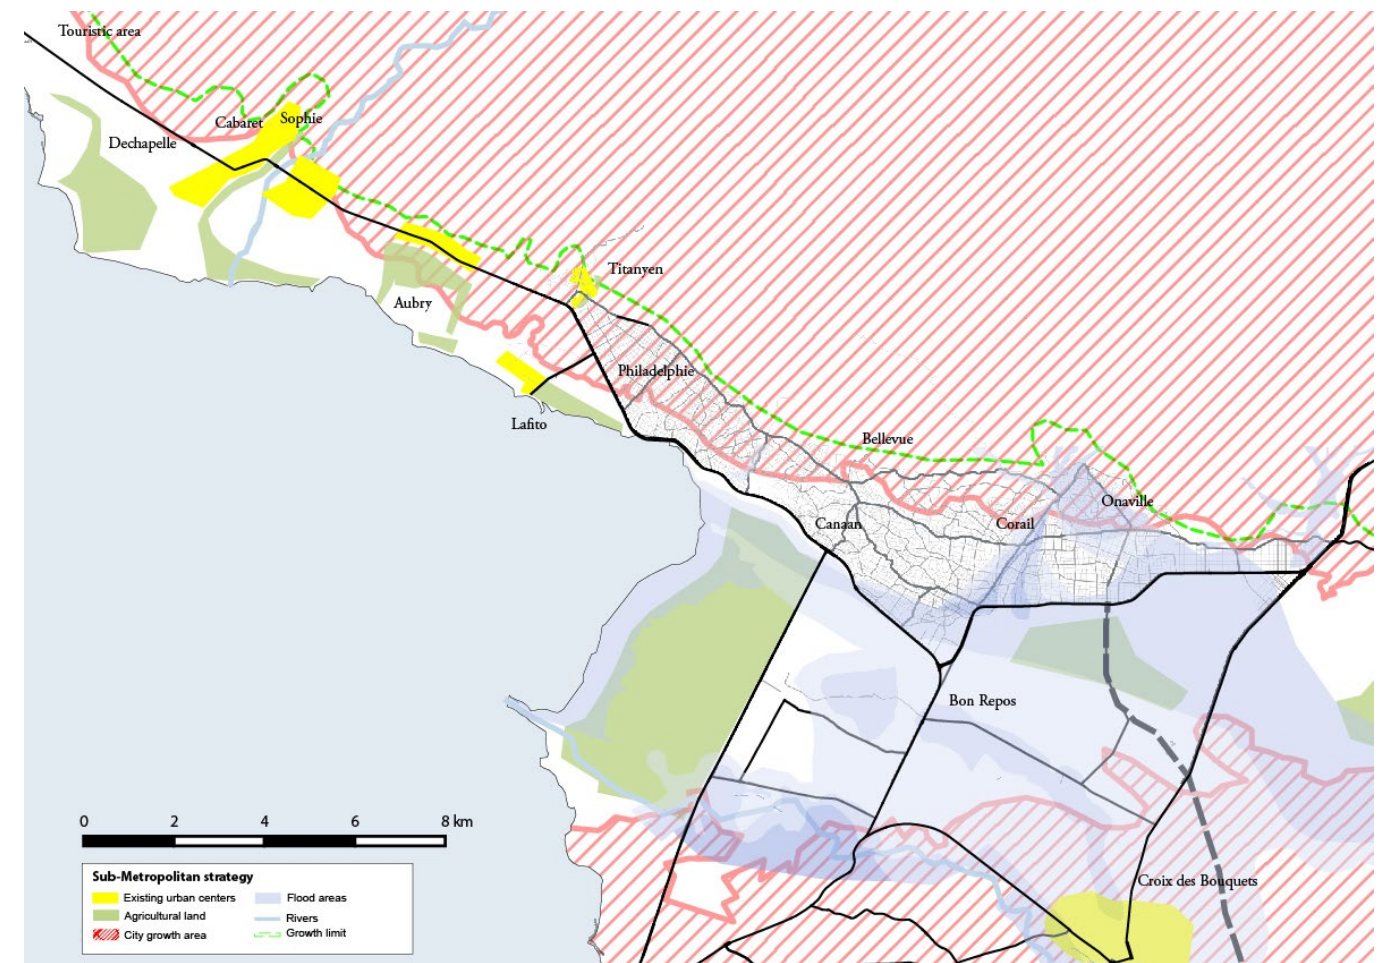 Touristic area
Cabaret
Sophie
Dechapelle
Titanyen
Aubry
Philadelphie
Lafito
Bellevue
Onaville
Canaan
Corail
Bon Repos
Croix des Bouquets
0 2 4 6 8 km
Sub-Metropolitan strategy
Existing urban centers
Flood areas
Agricultural land
Rivers
City growth area
Growth limit